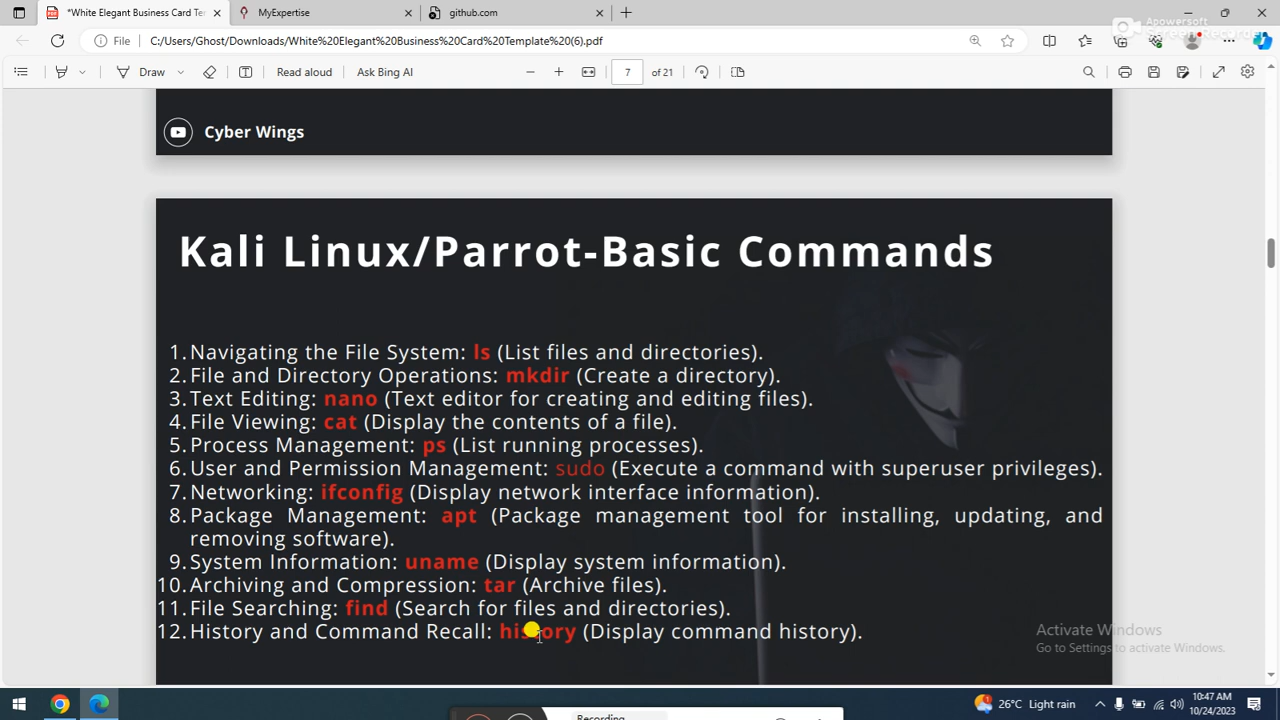 *White Elegant Business Card Te
MyExpertise
github.com
File
C:/Users/Ghost/Downloads/White%20Elegant%20Business%20Card%20Template%20(6).pdf
Apowersoft
Screen Recorder
Draw
Read aloud
Ask Bing AI
7
of 21
Cyber Wings
Kali Linux/Parrot-Basic Commands
1. Navigating the File System: ls (List files and directories).
2. File and Directory Operations: mkdir (Create a directory).
3. Text Editing: nano (Text editor for creating and editing files).
4. File Viewing: cat (Display the contents of a file).
5. Process Management: ps (List running processes).
6. User and Permission Management: sudo (Execute a command with superuser privileges).
7. Networking: ifconfig (Display network interface information).
8. Package Management: apt (Package management tool for installing, updating, and
removing software).
9. System Information: uname (Display system information).
10. Archiving and Compression: tar (Archive files).
11. File Searching: find (Search for files and directories).
12. History and Command Recall: history (Display command history).
Activate Windows
Go to Settings to activate Windows.
26°C Light rain
10:47 AM
10/24/2023
Recording